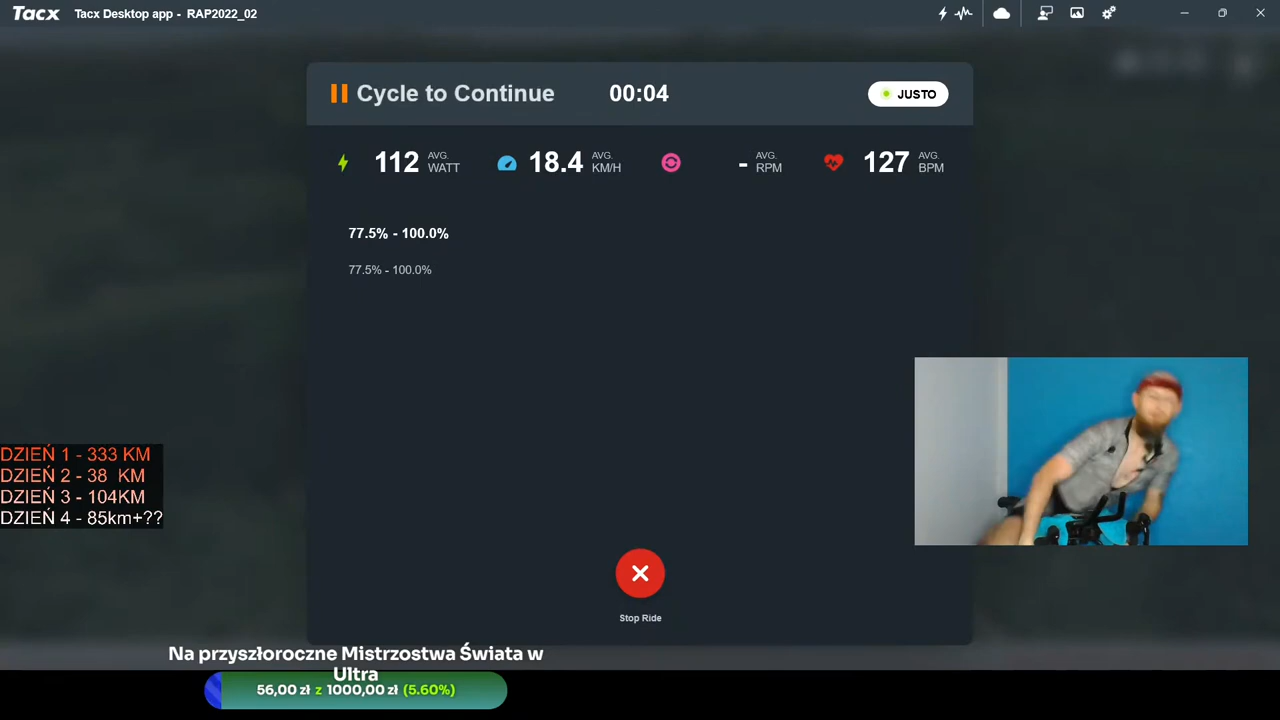 Tacx Tacx Desktop app - RAP2022_02
Cycle to Continue 00:04 JUSTO
112 AVG. WATT 18.4 AVG. KM/H - AVG. RPM 127 AVG. BPM
77.5% - 100.0%
77.5% - 100.0%
DZIEŃ 1 - 333 KM
DZIEŃ 2 - 38 KM
DZIEŃ 3 - 104KM
DZIEŃ 4 - 85km+??
Stop Ride
Na przyszłoroczne Mistrzostwa Świata w
Ultra
56,00 zł z 1000,00 zł (5.60%)